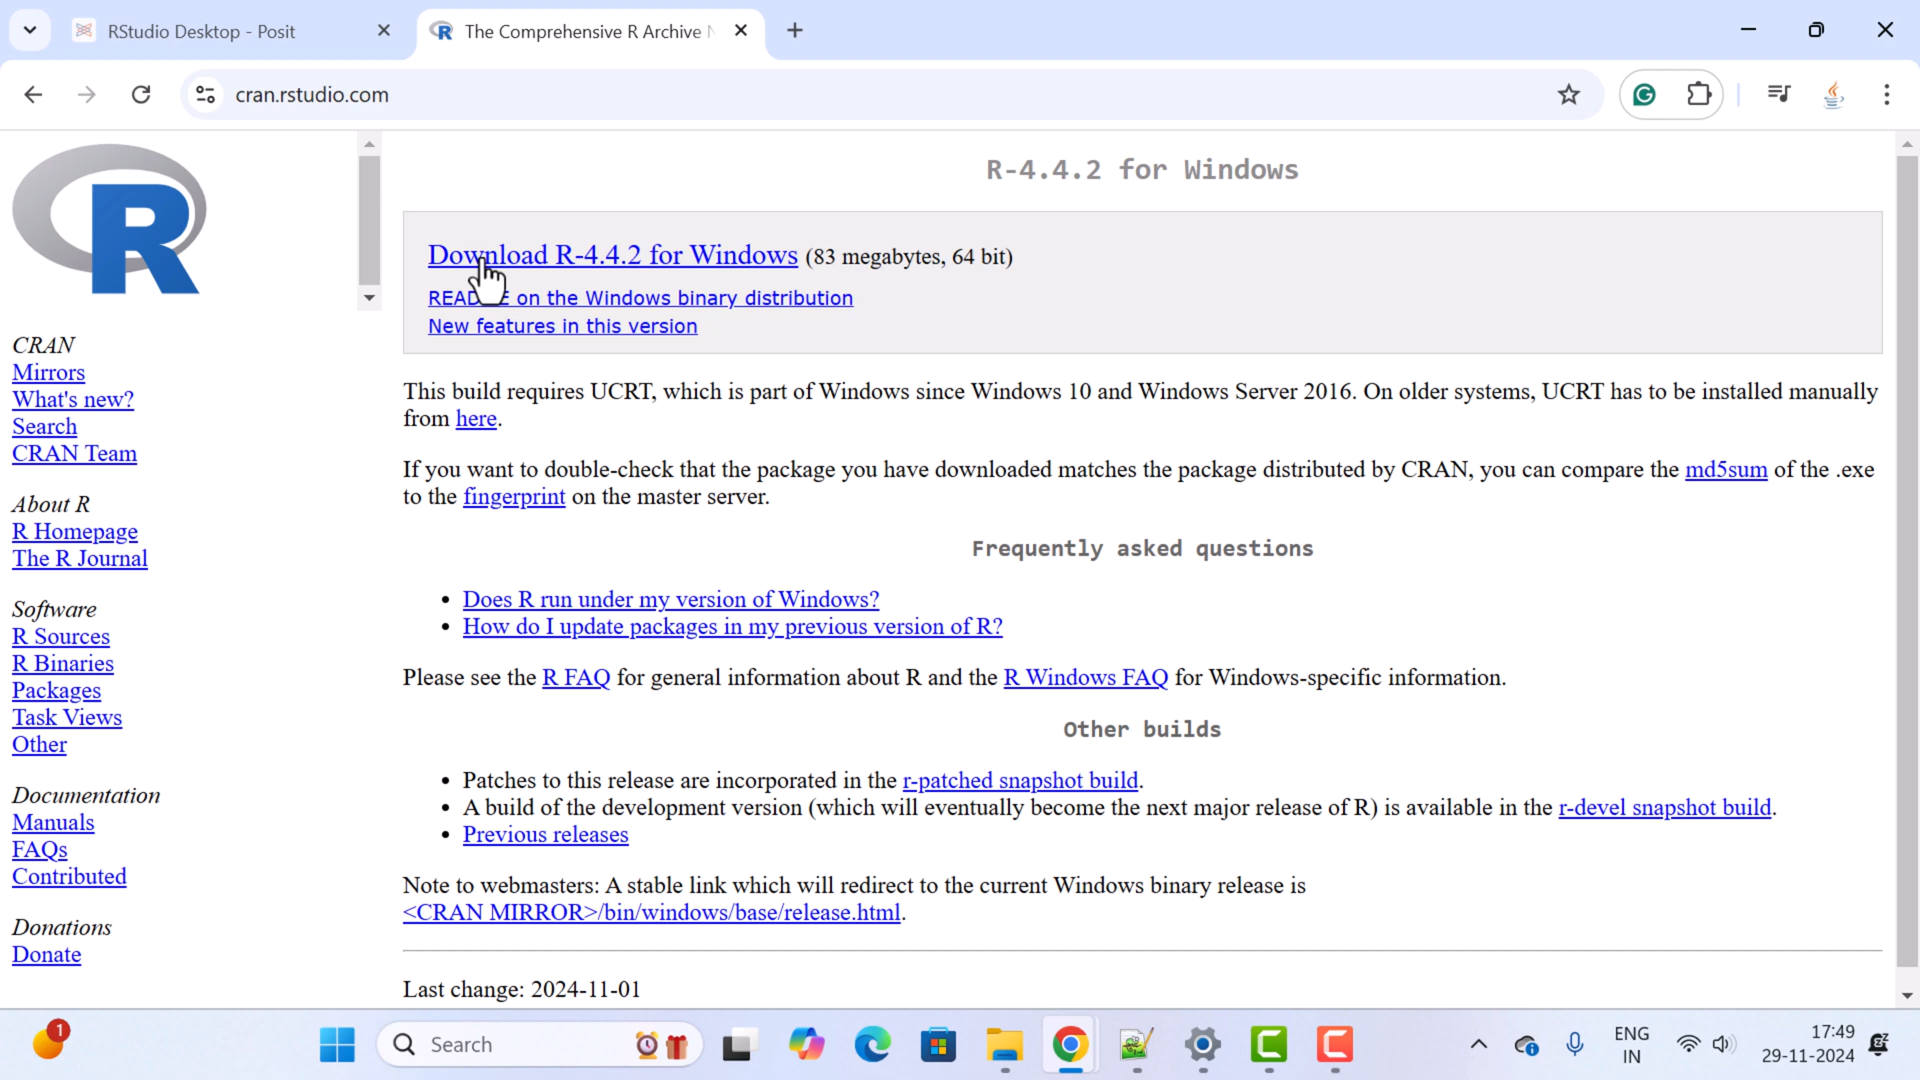 RStudio Desktop - Posit
The Comprehensive R Archive N
cran.rstudio.com
R
CRAN
Mirrors
What's new?
Search
CRAN Team
About R
R Homepage
The R Journal
Software
R Sources
R Binaries
Packages
Task Views
Other
Documentation
Manuals
FAQs
Contributed
Donations
Donate
R-4.4.2 for Windows
Download R-4.4.2 for Windows (83 megabytes, 64 bit)
README on the Windows binary distribution
New features in this version
This build requires UCRT, which is part of Windows since Windows 10 and Windows Server 2016. On older systems, UCRT has to be installed manually
from here.
If you want to double-check that the package you have downloaded matches the package distributed by CRAN, you can compare the md5sum of the .exe
to the fingerprint on the master server.
Frequently asked questions
• Does R run under my version of Windows?
• How do I update packages in my previous version of R?
Please see the R FAQ for general information about R and the R Windows FAQ for Windows-specific information.
Other builds
• Patches to this release are incorporated in the r-patched snapshot build.
• A build of the development version (which will eventually become the next major release of R) is available in the r-devel snapshot build.
• Previous releases
Note to webmasters: A stable link which will redirect to the current Windows binary release is
<CRAN MIRROR>/bin/windows/base/release.html.
Last change: 2024-11-01
1
Search
ENG
IN
17:49
29-11-2024